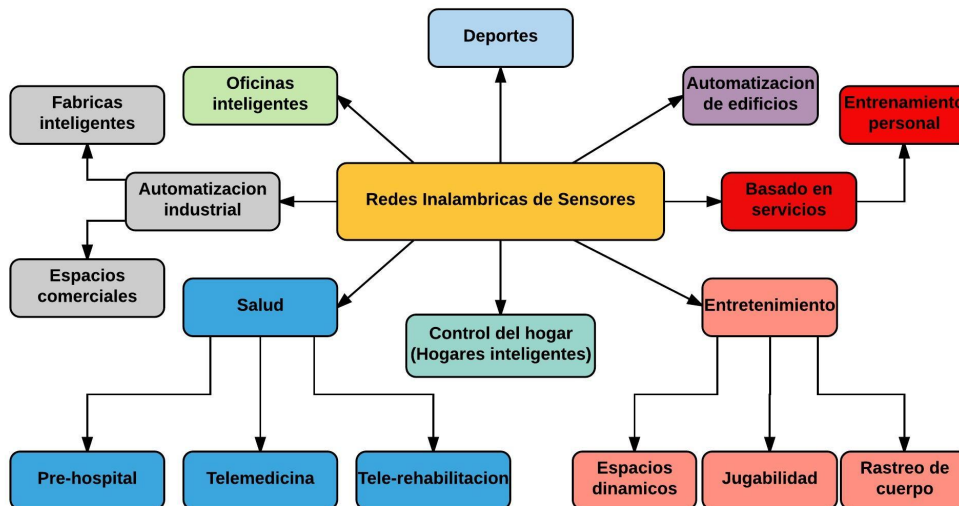 Deportes
Oficinas
inteligentes
Automatizacion
de edificios
Fabricas
inteligentes
Entrenamiento
personal
Automatizacion
industrial
Redes Inalambricas de Sensores
Basado en
servicios
Espacios
comerciales
Salud
Control del hogar
(Hogares inteligentes)
Entretenimiento
Pre-hospital
Telemedicina
Tele-rehabilitacion
Espacios
dinamicos
Jugabilidad
Rastreo de
cuerpo